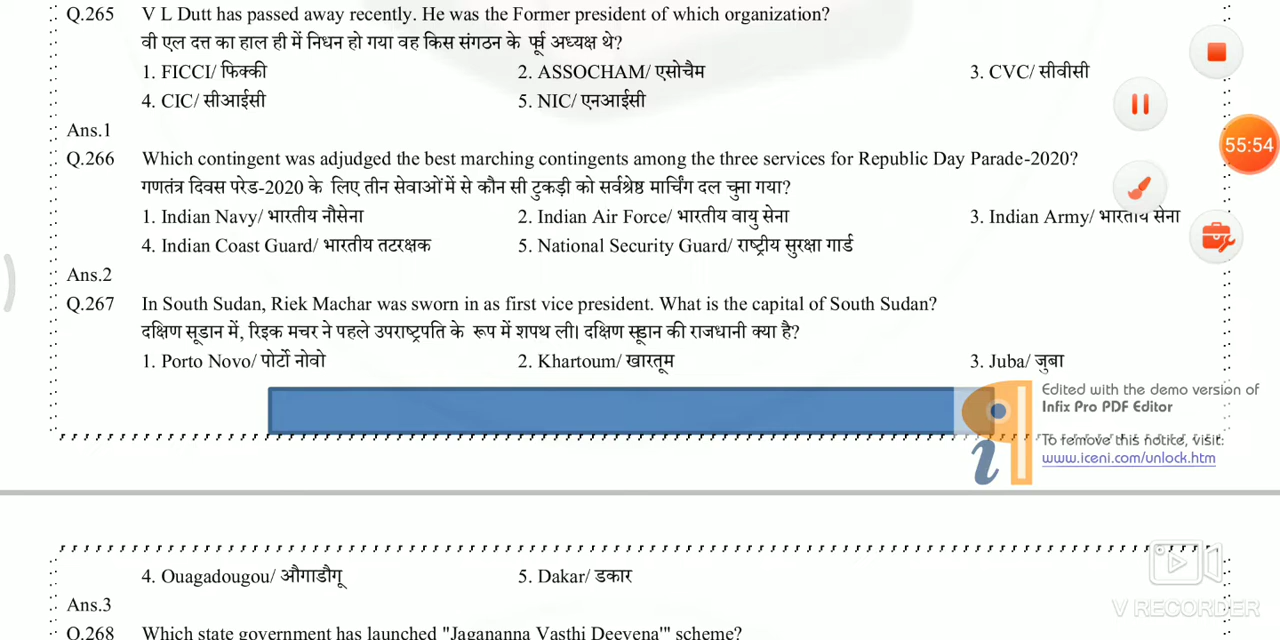 Q.265 V L Dutt has passed away recently. He was the Former president of which organization?
वी एल दत्त का हाल ही में निधन हो गया वह किस संगठन के पूर्व अध्यक्ष थे?
1. FICCI/ फिक्की 2. ASSOCHAM/ एसोचैम 3. CVC/ सीवीसी
4. CIC/ सीआईसी 5. NIC/ एनआईसी
Ans.1
55:54
Q.266 Which contingent was adjudged the best marching contingents among the three services for Republic Day Parade-2020?
गणतंत्र दिवस परेड-2020 के लिए तीन सेवाओं में से कौन सी टुकड़ी को सर्वश्रेष्ठ मार्चिंग दल चुना गया?
1. Indian Navy/ भारतीय नौसेना 2. Indian Air Force/ भारतीय वायु सेना 3. Indian Army/ भारतीय सेना
4. Indian Coast Guard/ भारतीय तटरक्षक 5. National Security Guard/ राष्ट्रीय सुरक्षा गार्ड
Ans.2
Q.267 In South Sudan, Riek Machar was sworn in as first vice president. What is the capital of South Sudan?
दक्षिण सूडान में, रिइक मचर ने पहले उपराष्ट्रपति के रूप में शपथ ली। दक्षिण सूडान की राजधानी क्या है?
1. Porto Novo/ पोर्टो नोवो 2. Khartoum/ खारतूम 3. Juba/ जुबा
Edited with the demo version of
Infix Pro PDF Editor
To remove this notice, visit:
www.iceni.com/unlock.htm
4. Ouagadougou/ औगाडौगू 5. Dakar/ डकार
Ans.3
V RECORDER
Q.268 Which state government has launched "Jagananna Vasthi Deevena'" scheme?